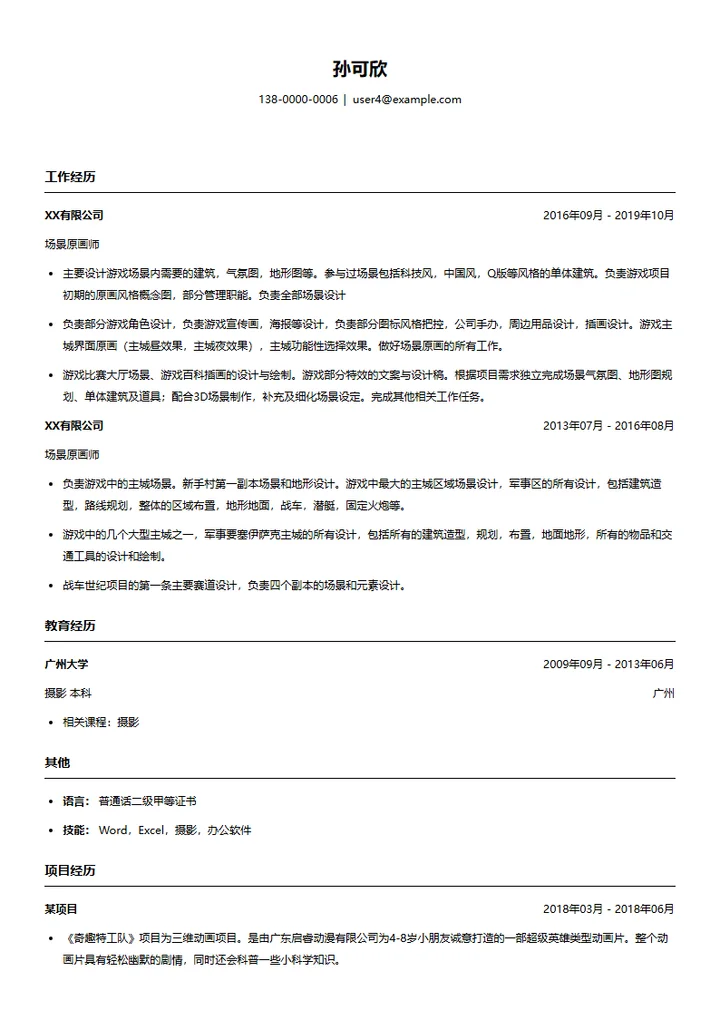 孙可欣
138-0000-0006 | user4@example.com
工作经历
XX有限公司 2016年09月 - 2019年10月
场景原画师
• 主要设计游戏场景内需要的建筑，气氛图，地形图等。参与过场景包括科技风，中国风，Q版等风格的单体建筑。负责游戏项目
初期的原画风格概念图，部分管理职能。负责全部场景设计
• 负责部分游戏角色设计，负责游戏宣传画，海报等设计，负责部分图标风格把控，公司手办，周边用品设计，插画设计。游戏主
城界面原画（主城昼效果，主城夜效果），主城功能性选择效果。做好场景原画的所有工作。
• 游戏比赛大厅场景、游戏百科插画的设计与绘制。游戏部分特效的文案与设计稿。根据项目需求独立完成场景气氛图、地形图规
划、单体建筑及道具；配合3D场景制作，补充及细化场景设定。完成其他相关工作任务。
XX有限公司 2013年07月 - 2016年08月
场景原画师
• 负责游戏中的主城场景。新手村第一副本场景和地形设计。游戏中最大的主城区域场景设计，军事区的所有设计，包括建筑造
型，路线规划，整体的区域布置，地形地面，战车，潜艇，固定火炮等。
• 游戏中的几个大型主城之一，军事要塞伊萨克主城的所有设计，包括所有的建筑造型，规划，布置，地面地形，所有的物品和交
通工具的设计和绘制。
• 战车世纪项目的第一条主要赛道设计，负责四个副本的场景和元素设计。
教育经历
广州大学 2009年09月 - 2013年06月
摄影 本科 广州
• 相关课程：摄影
其他
• 语言： 普通话二级甲等证书
• 技能： Word，Excel，摄影，办公软件
项目经历
某项目 2018年03月 - 2018年06月
• 《奇趣特工队》项目为三维动画项目。是由广东启睿动漫有限公司为4-8岁小朋友诚意打造的一部超级英雄类型动画片。整个动
画片具有轻松幽默的剧情，同时还会科普一些小科学知识。